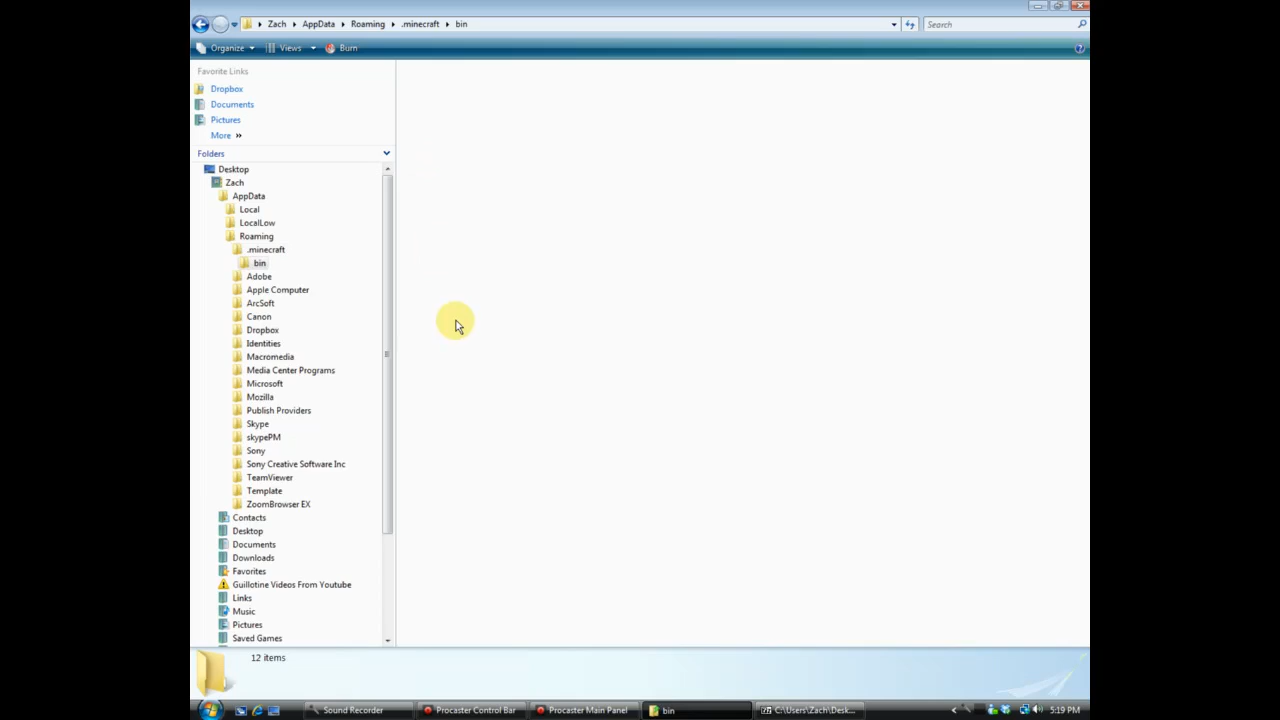 Zach AppData Roaming .minecraft bin
Search
Organize Views Burn
Favorite Links
Dropbox
Documents
Pictures
More »
Folders
Desktop
Zach
AppData
Local
LocalLow
Roaming
.minecraft
bin
Adobe
Apple Computer
ArcSoft
Canon
Dropbox
Identities
Macromedia
Media Center Programs
Microsoft
Mozilla
Publish Providers
Skype
skypePM
Sony
Sony Creative Software Inc
TeamViewer
Template
ZoomBrowser EX
Contacts
Desktop
Documents
Downloads
Favorites
Guillotine Videos From Youtube
Links
Music
Pictures
Saved Games
12 items
Sound Recorder Procaster Control Bar Procaster Main Panel bin C:\Users\Zach\Desk... 5:19 PM